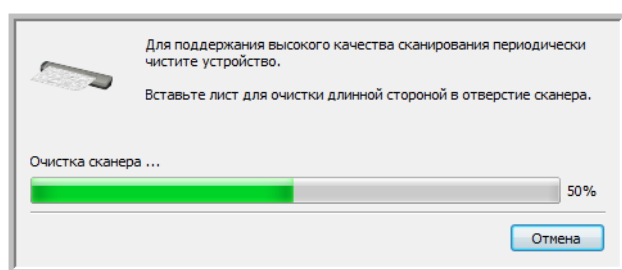 Для поддержания высокого качества сканирования периодически
чистите устройство.
Вставьте лист для очистки длинной стороной в отверстие сканера.
Очистка сканера ...
50%
Отмена